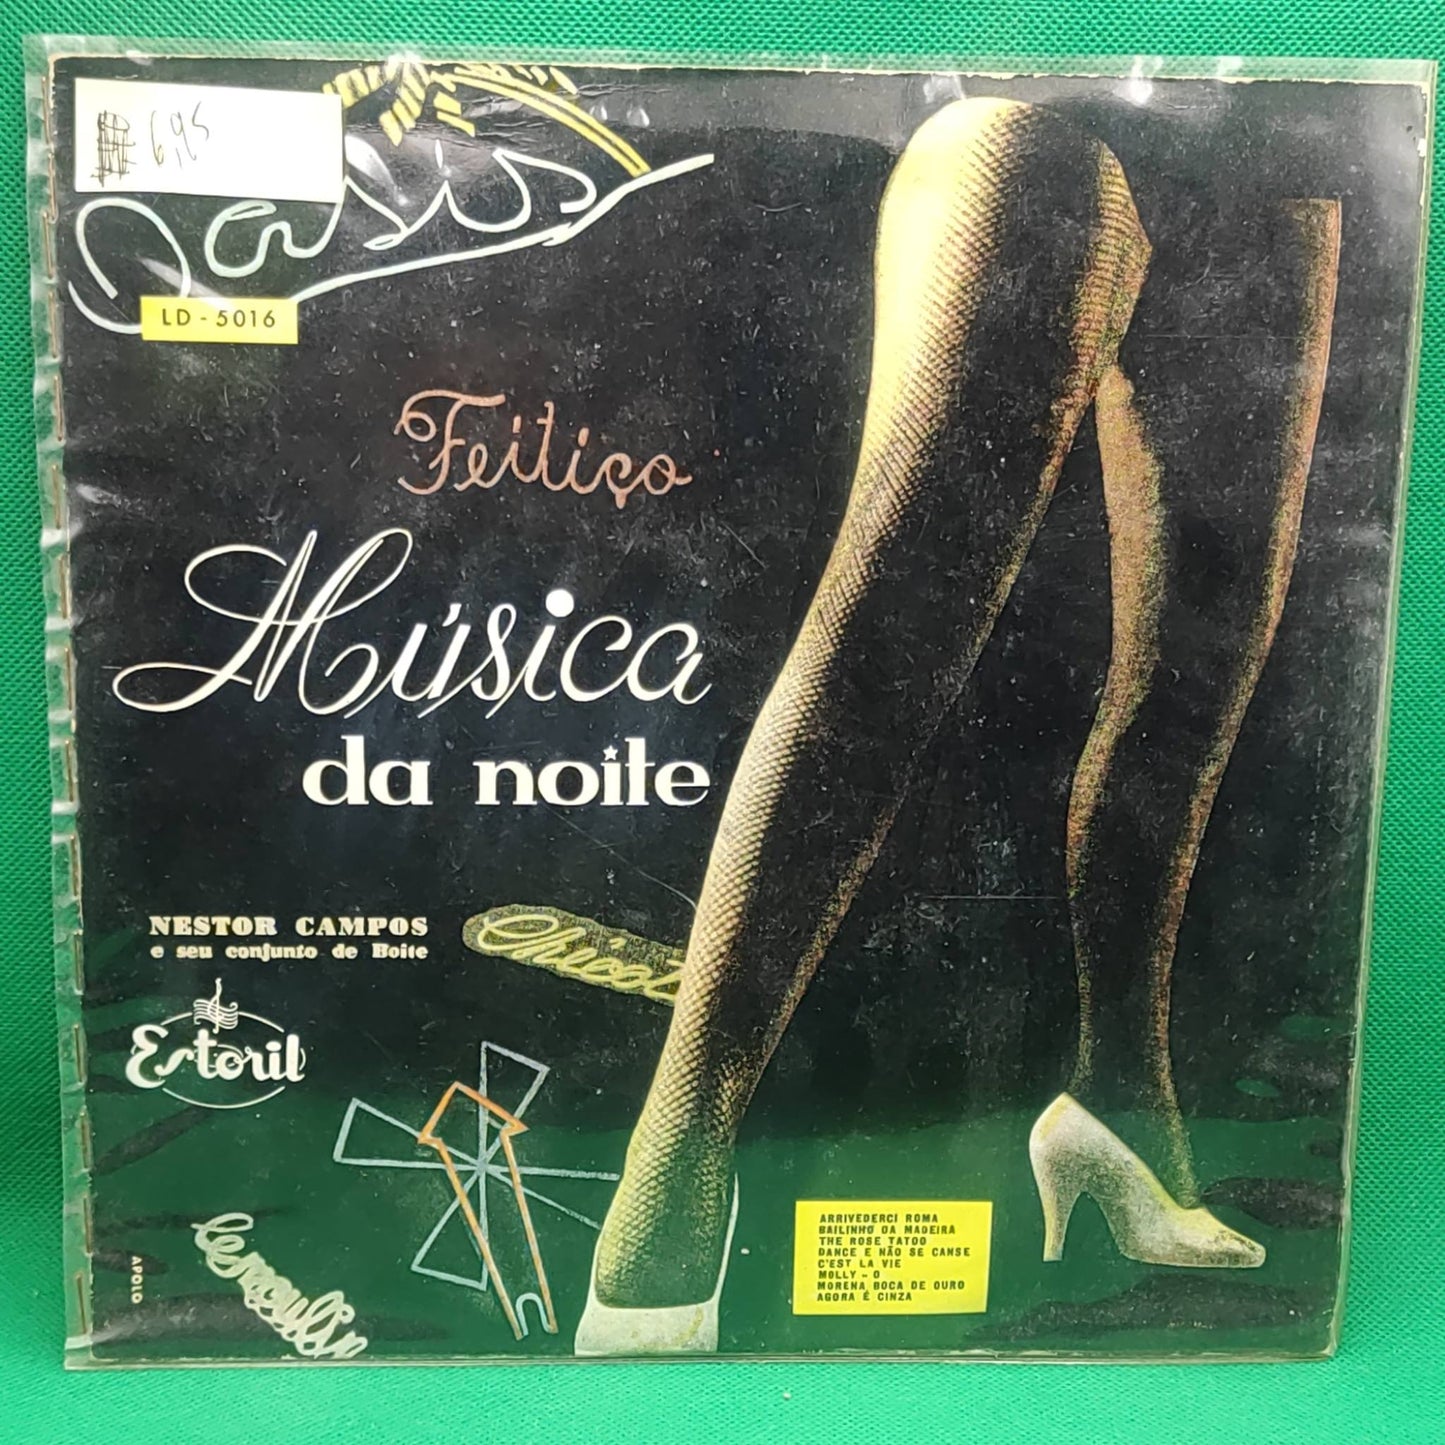 6,95
Oasis
LD - 5016
Feitiço
Música
da noite
NESTOR CAMPOS
e seu conjunto de Boite
Chicote
Estoril
APOLO
ARRIVEDERCI ROMA
BAILINHO DA MADEIRA
THE ROSE TATOO
DANCE E NÃO SE CANSE
C'EST LA VIE
MOLLY - O
MORENA BOCA DE OURO
AGORA É CINZA